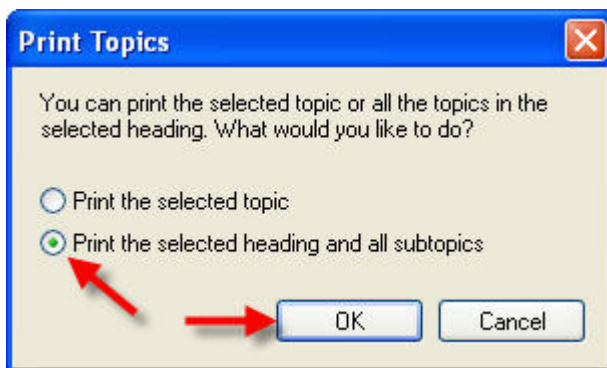 Print Topics
You can print the selected topic or all the topics in the
selected heading. What would you like to do?
Print the selected topic
Print the selected heading and all subtopics
OK
Cancel